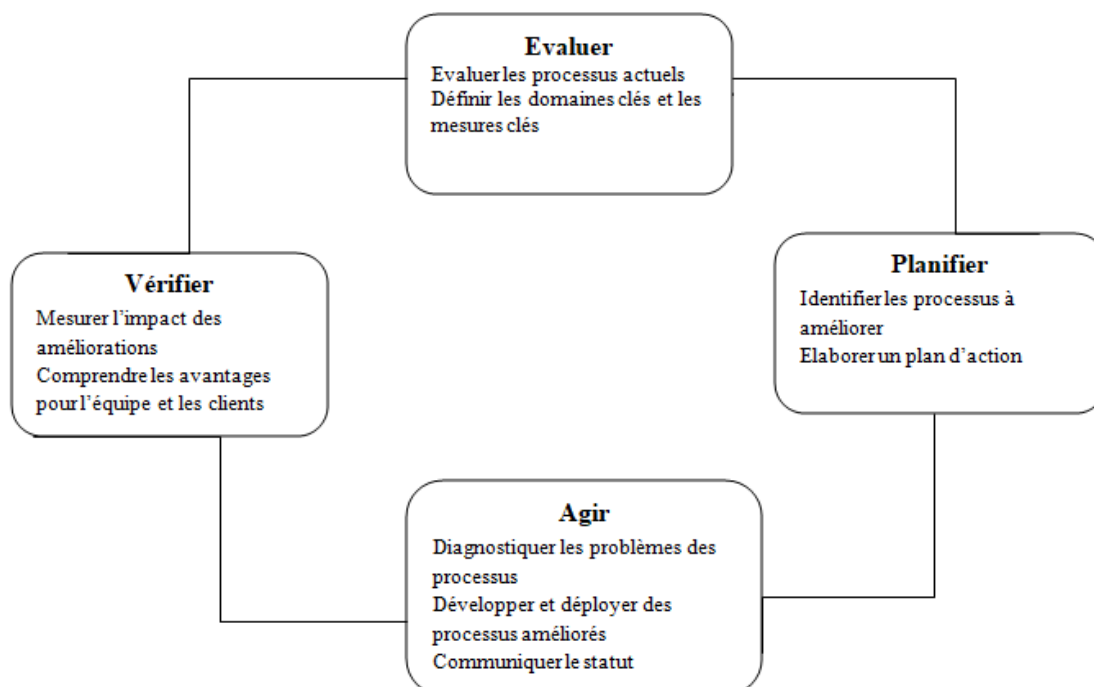 Evaluer
Evaluer les processus actuels
Définir les domaines clés et les
mesures clés
Planifier
Identifier les processus à
améliorer
Elaborer un plan d’action
Vérifier
Mesurer l’impact des
améliorations
Comprendre les avantages
pour l’équipe et les clients
Agir
Diagnostiquer les problèmes des
processus
Développer et déployer des
processus améliorés
Communiquer le statut